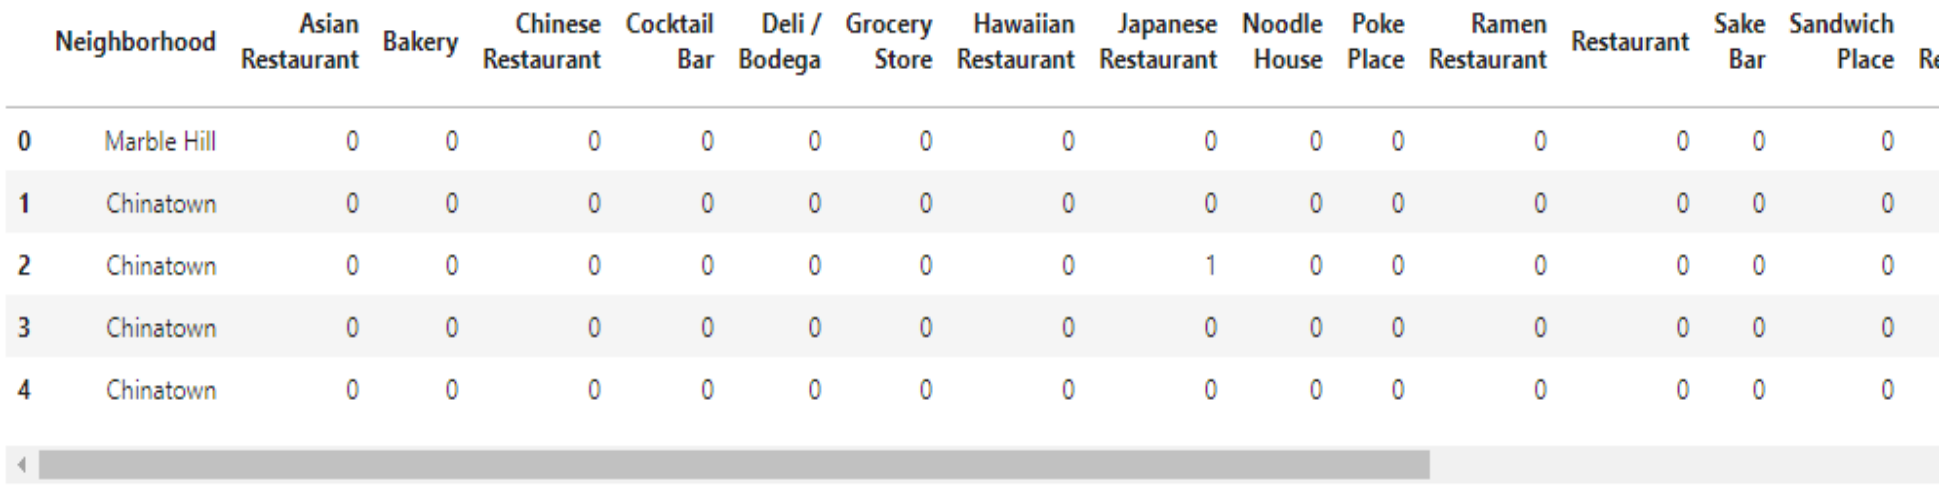 Neighborhood Asian Restaurant Bakery Chinese Restaurant Cocktail Bar Deli / Bodega Grocery Store Hawaiian Restaurant Japanese Restaurant Noodle House Poke Place Ramen Restaurant Restaurant Sake Bar Sandwich Place Re
0 Marble Hill 0 0 0 0 0 0 0 0 0 0 0 0 0 0
1 Chinatown 0 0 0 0 0 0 0 0 0 0 0 0 0 0
2 Chinatown 0 0 0 0 0 0 0 1 0 0 0 0 0 0
3 Chinatown 0 0 0 0 0 0 0 0 0 0 0 0 0 0
4 Chinatown 0 0 0 0 0 0 0 0 0 0 0 0 0 0